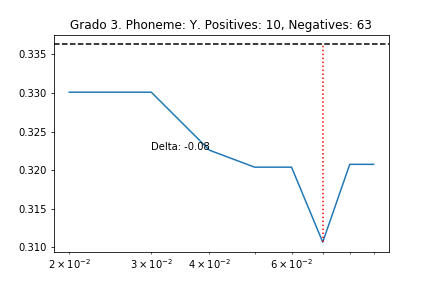 Grado 3. Phoneme: Y. Positives: 10, Negatives: 63
0.335
0.330
0.325
0.320
0.315
0.310
Delta: -0.08
2 × 10⁻² 3 × 10⁻² 4 × 10⁻² 6 × 10⁻²